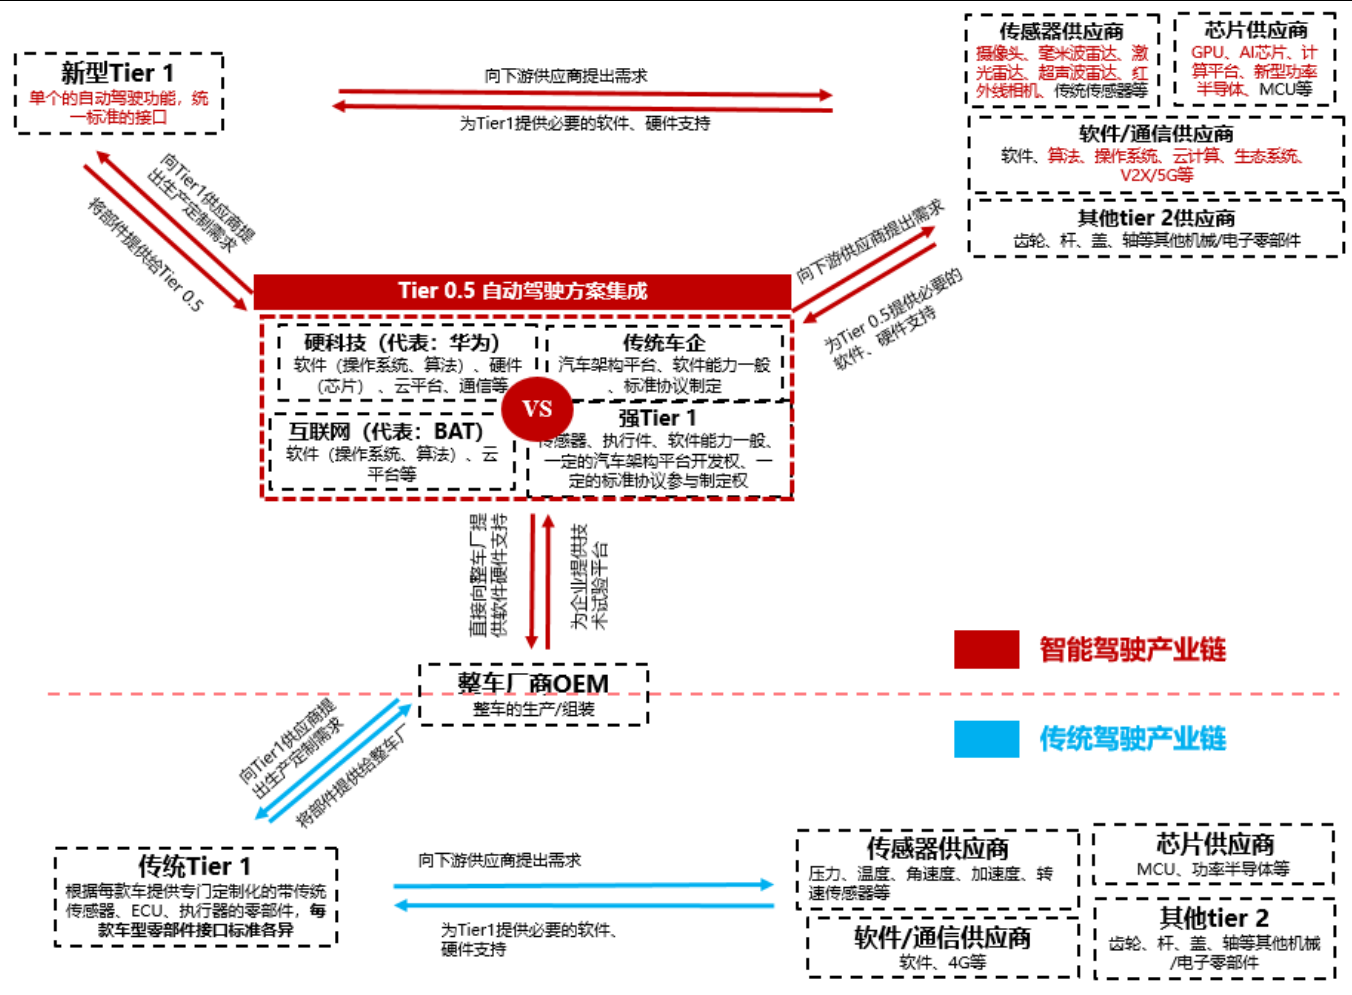 新型Tier 1
单个的自动驾驶功能，统
一标准的接口
向下游供应商提出需求
为Tier1提供必要的软件、硬件支持
传感器供应商
摄像头、毫米波雷达、激
光雷达、超声波雷达、红
外线相机、传统传感器等
芯片供应商
GPU、AI芯片、计
算平台、新型功率
半导体、MCU等
软件/通信供应商
软件、算法、操作系统、云计算、生态系统、
V2X/5G等
其他tier 2供应商
齿轮、杆、盖、轴等其他机械/电子零部件
向Tier1供应商提
出生产定制需求
将部件提供给Tier 0.5
向下游供应商提出需求
为Tier 0.5提供必要的
软件、硬件支持
Tier 0.5 自动驾驶方案集成
硬科技（代表：华为）
软件（操作系统、算法）、硬件
（芯片）、云平台、通信等
传统车企
汽车架构平台、软件能力一般
、标准协议制定
VS
互联网（代表：BAT）
软件（操作系统、算法）、云
平台等
强Tier 1
传感器、执行件、软件能力一般、
一定的汽车架构平台开发权、一
定的标准协议参与制定权
直接向整车厂提
供软件硬件支持
为企业提供技
术试验平台
智能驾驶产业链
整车厂商OEM
整车的生产/组装
传统驾驶产业链
向Tier1供应商提
出生产定制需求
将部件提供给整车厂
传统Tier 1
根据每款车提供专门定制化的带传统
传感器、ECU、执行器的零部件，每
款车型零部件接口标准各异
向下游供应商提出需求
为Tier1提供必要的软件、
硬件支持
传感器供应商
压力、温度、角速度、加速度、转
速传感器等
芯片供应商
MCU、功率半导体等
软件/通信供应商
软件、4G等
其他tier 2
齿轮、杆、盖、轴等其他机械
/电子零部件